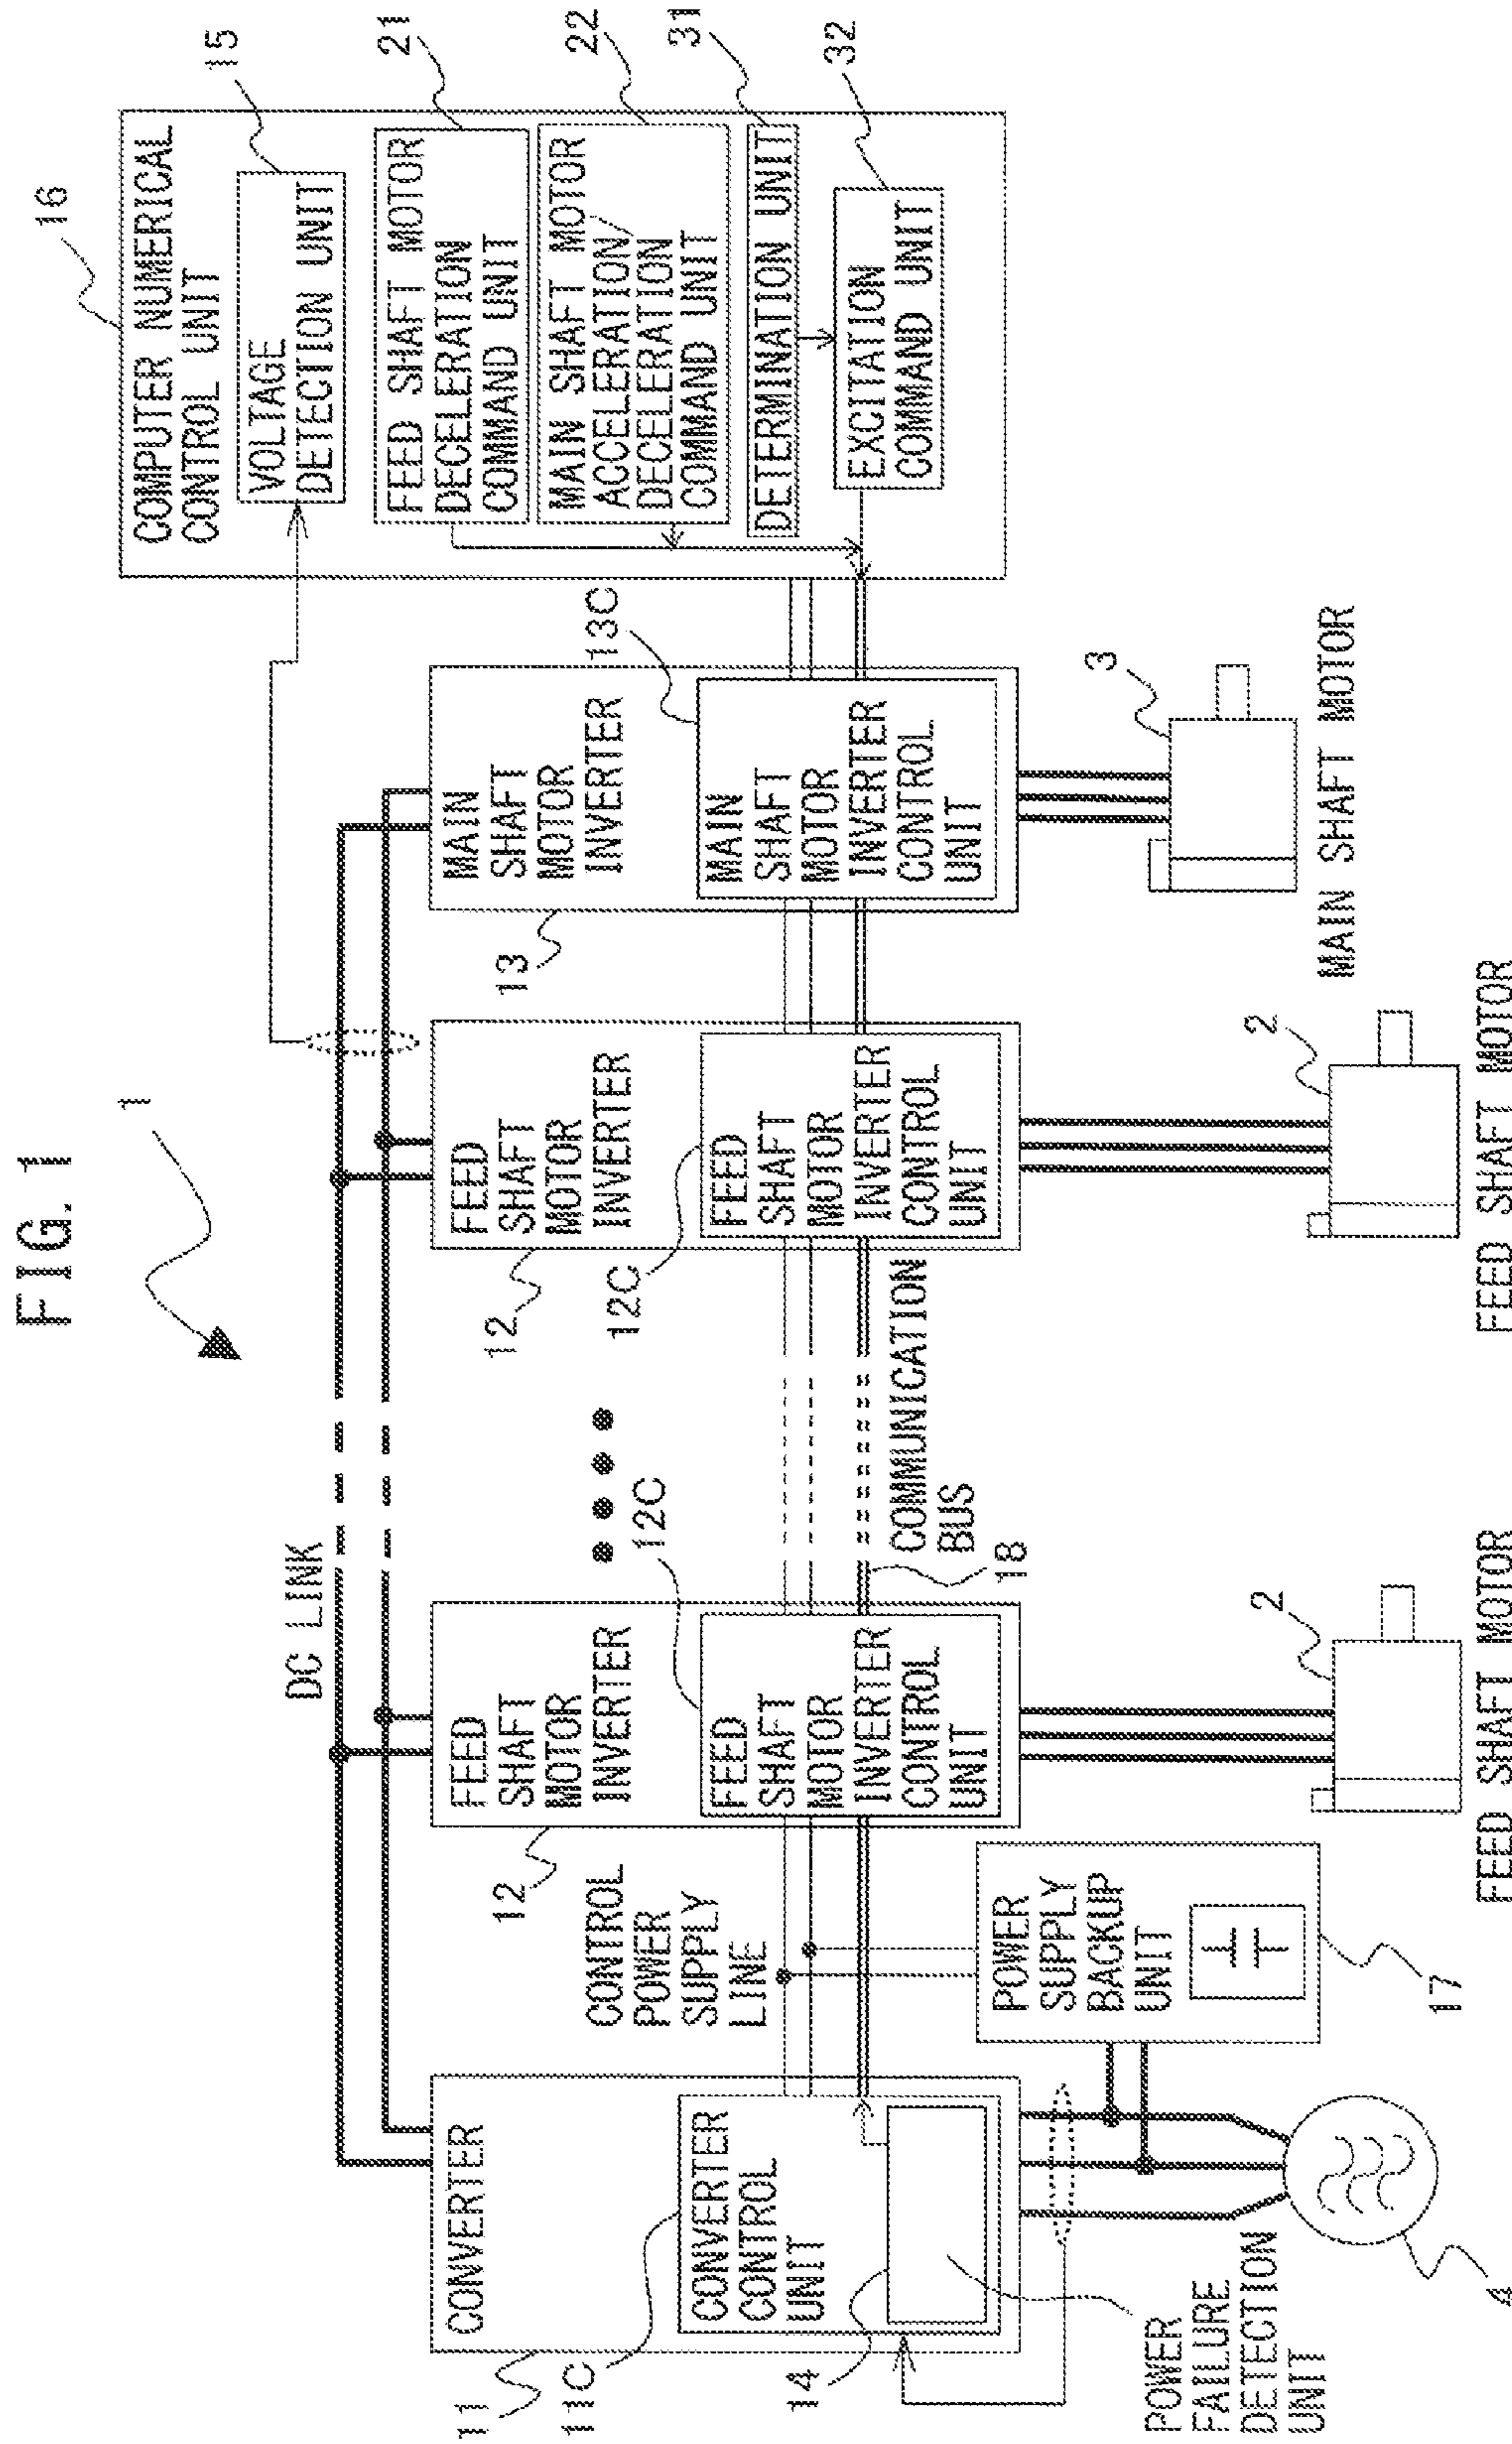 FIG. 1
1
DC LINK
16
COMPUTER NUMERICAL
CONTROL UNIT
15
VOLTAGE
DETECTION UNIT
21
FEED SHAFT MOTOR
DECELERATION
COMMAND UNIT
22
MAIN SHAFT MOTOR
ACCELERATION/
DECELERATION
COMMAND UNIT
31
DETERMINATION UNIT
32
EXCITATION
COMMAND UNIT
11
CONVERTER
11C
CONVERTER
CONTROL
UNIT
14
POWER
FAILURE
DETECTION
UNIT
4
CONTROL
POWER
SUPPLY
LINE
POWER
SUPPLY
BACKUP
UNIT
17
12
FEED
SHAFT
MOTOR
INVERTER
12C
FEED
SHAFT
MOTOR
INVERTER
CONTROL
UNIT
2
FEED SHAFT MOTOR
18
COMMUNICATION
BUS
12
FEED
SHAFT
MOTOR
INVERTER
12C
FEED
SHAFT
MOTOR
INVERTER
CONTROL
UNIT
2
FEED SHAFT MOTOR
13
MAIN
SHAFT
MOTOR
INVERTER
13C
MAIN
SHAFT
MOTOR
INVERTER
CONTROL
UNIT
3
MAIN SHAFT MOTOR